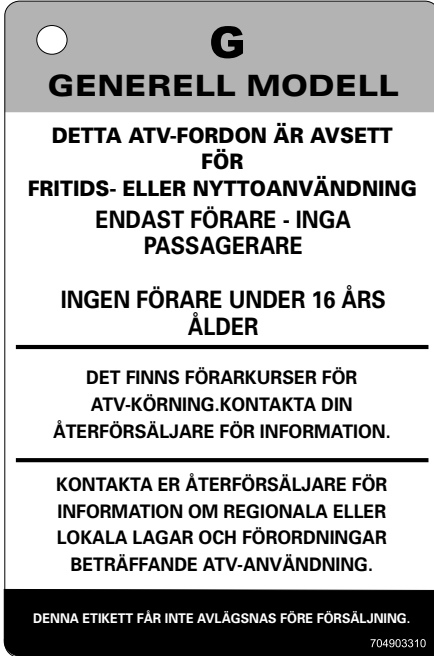 G
GENERELL MODELL
DETTA ATV-FORDON ÄR AVSETT
FÖR
FRITIDS- ELLER NYTTOANVÄNDNING
ENDAST FÖRARE - INGA
PASSAGERARE
INGEN FÖRARE UNDER 16 ÅRS
ÅLDER
DET FINNS FÖRARKURSER FÖR
ATV-KÖRNING.KONTAKTA DIN
ÅTERFÖRSÄLJARE FÖR INFORMATION.
KONTAKTA ER ÅTERFÖRSÄLJARE FÖR
INFORMATION OM REGIONALA ELLER
LOKALA LAGAR OCH FÖRORDNINGAR
BETRÄFFANDE ATV-ANVÄNDNING.
DENNA ETIKETT FÅR INTE AVLÄGSNAS FÖRE FÖRSÄLJNING.
704903310